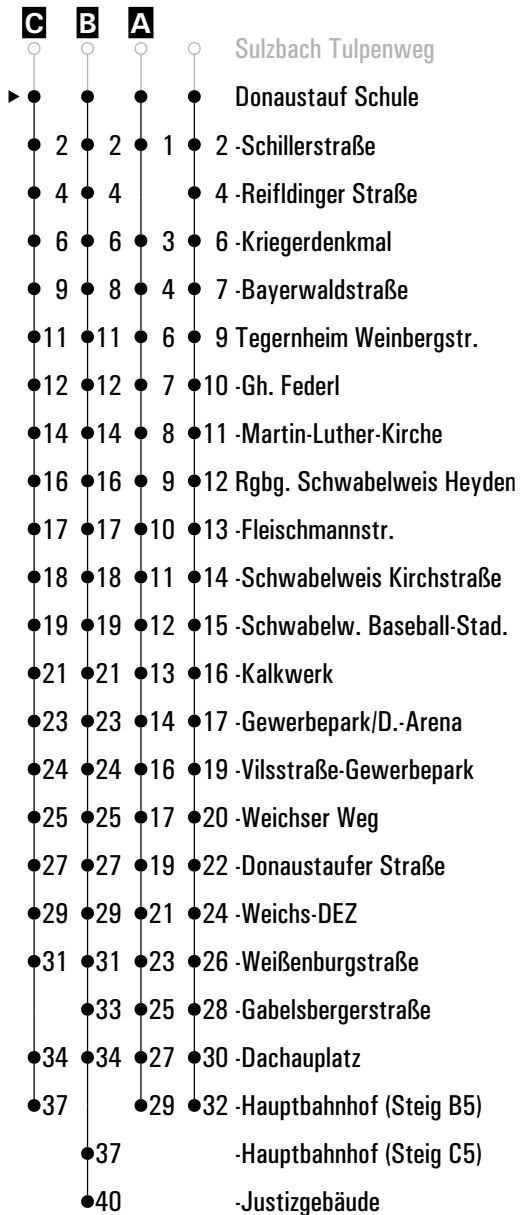 C B A
Sulzbach Tulpenweg
Donaustauf Schule
2 2 1 2 -Schillerstraße
4 4 4 -Reifldinger Straße
6 6 3 6 -Kriegerdenkmal
9 8 4 7 -Bayerwaldstraße
11 11 6 9 Tegernheim Weinbergstr.
12 12 7 10 -Gh. Federl
14 14 8 11 -Martin-Luther-Kirche
16 16 9 12 Rgbg. Schwabelweis Heyden
17 17 10 13 -Fleischmannstr.
18 18 11 14 -Schwabelweis Kirchstraße
19 19 12 15 -Schwabelw. Baseball-Stad.
21 21 13 16 -Kalkwerk
23 23 14 17 -Gewerbepark/D.-Arena
24 24 16 19 -Vilsstraße-Gewerbepark
25 25 17 20 -Weichser Weg
27 27 19 22 -Donaustaufer Straße
29 29 21 24 -Weichs-DEZ
31 31 23 26 -Weißenburgstraße
33 25 28 -Gabelsbergerstraße
34 34 27 30 -Dachauplatz
37 29 32 -Hauptbahnhof (Steig B5)
37 -Hauptbahnhof (Steig C5)
40 -Justizgebäude